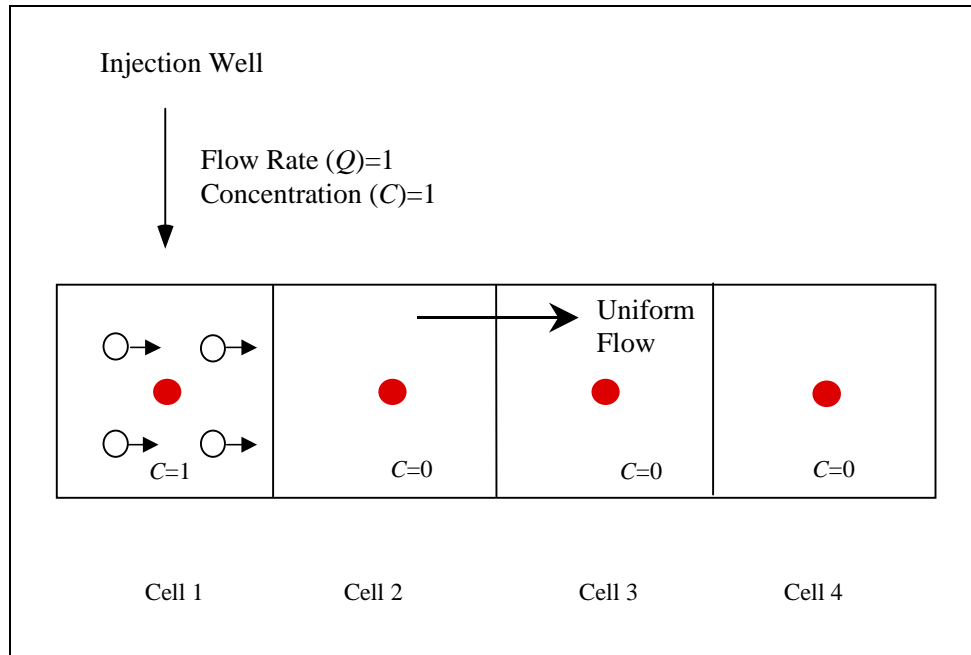 Injection Well
Flow Rate (Q)=1
Concentration (C)=1
Uniform
Flow
C=1
C=0
C=0
C=0
Cell 1
Cell 2
Cell 3
Cell 4